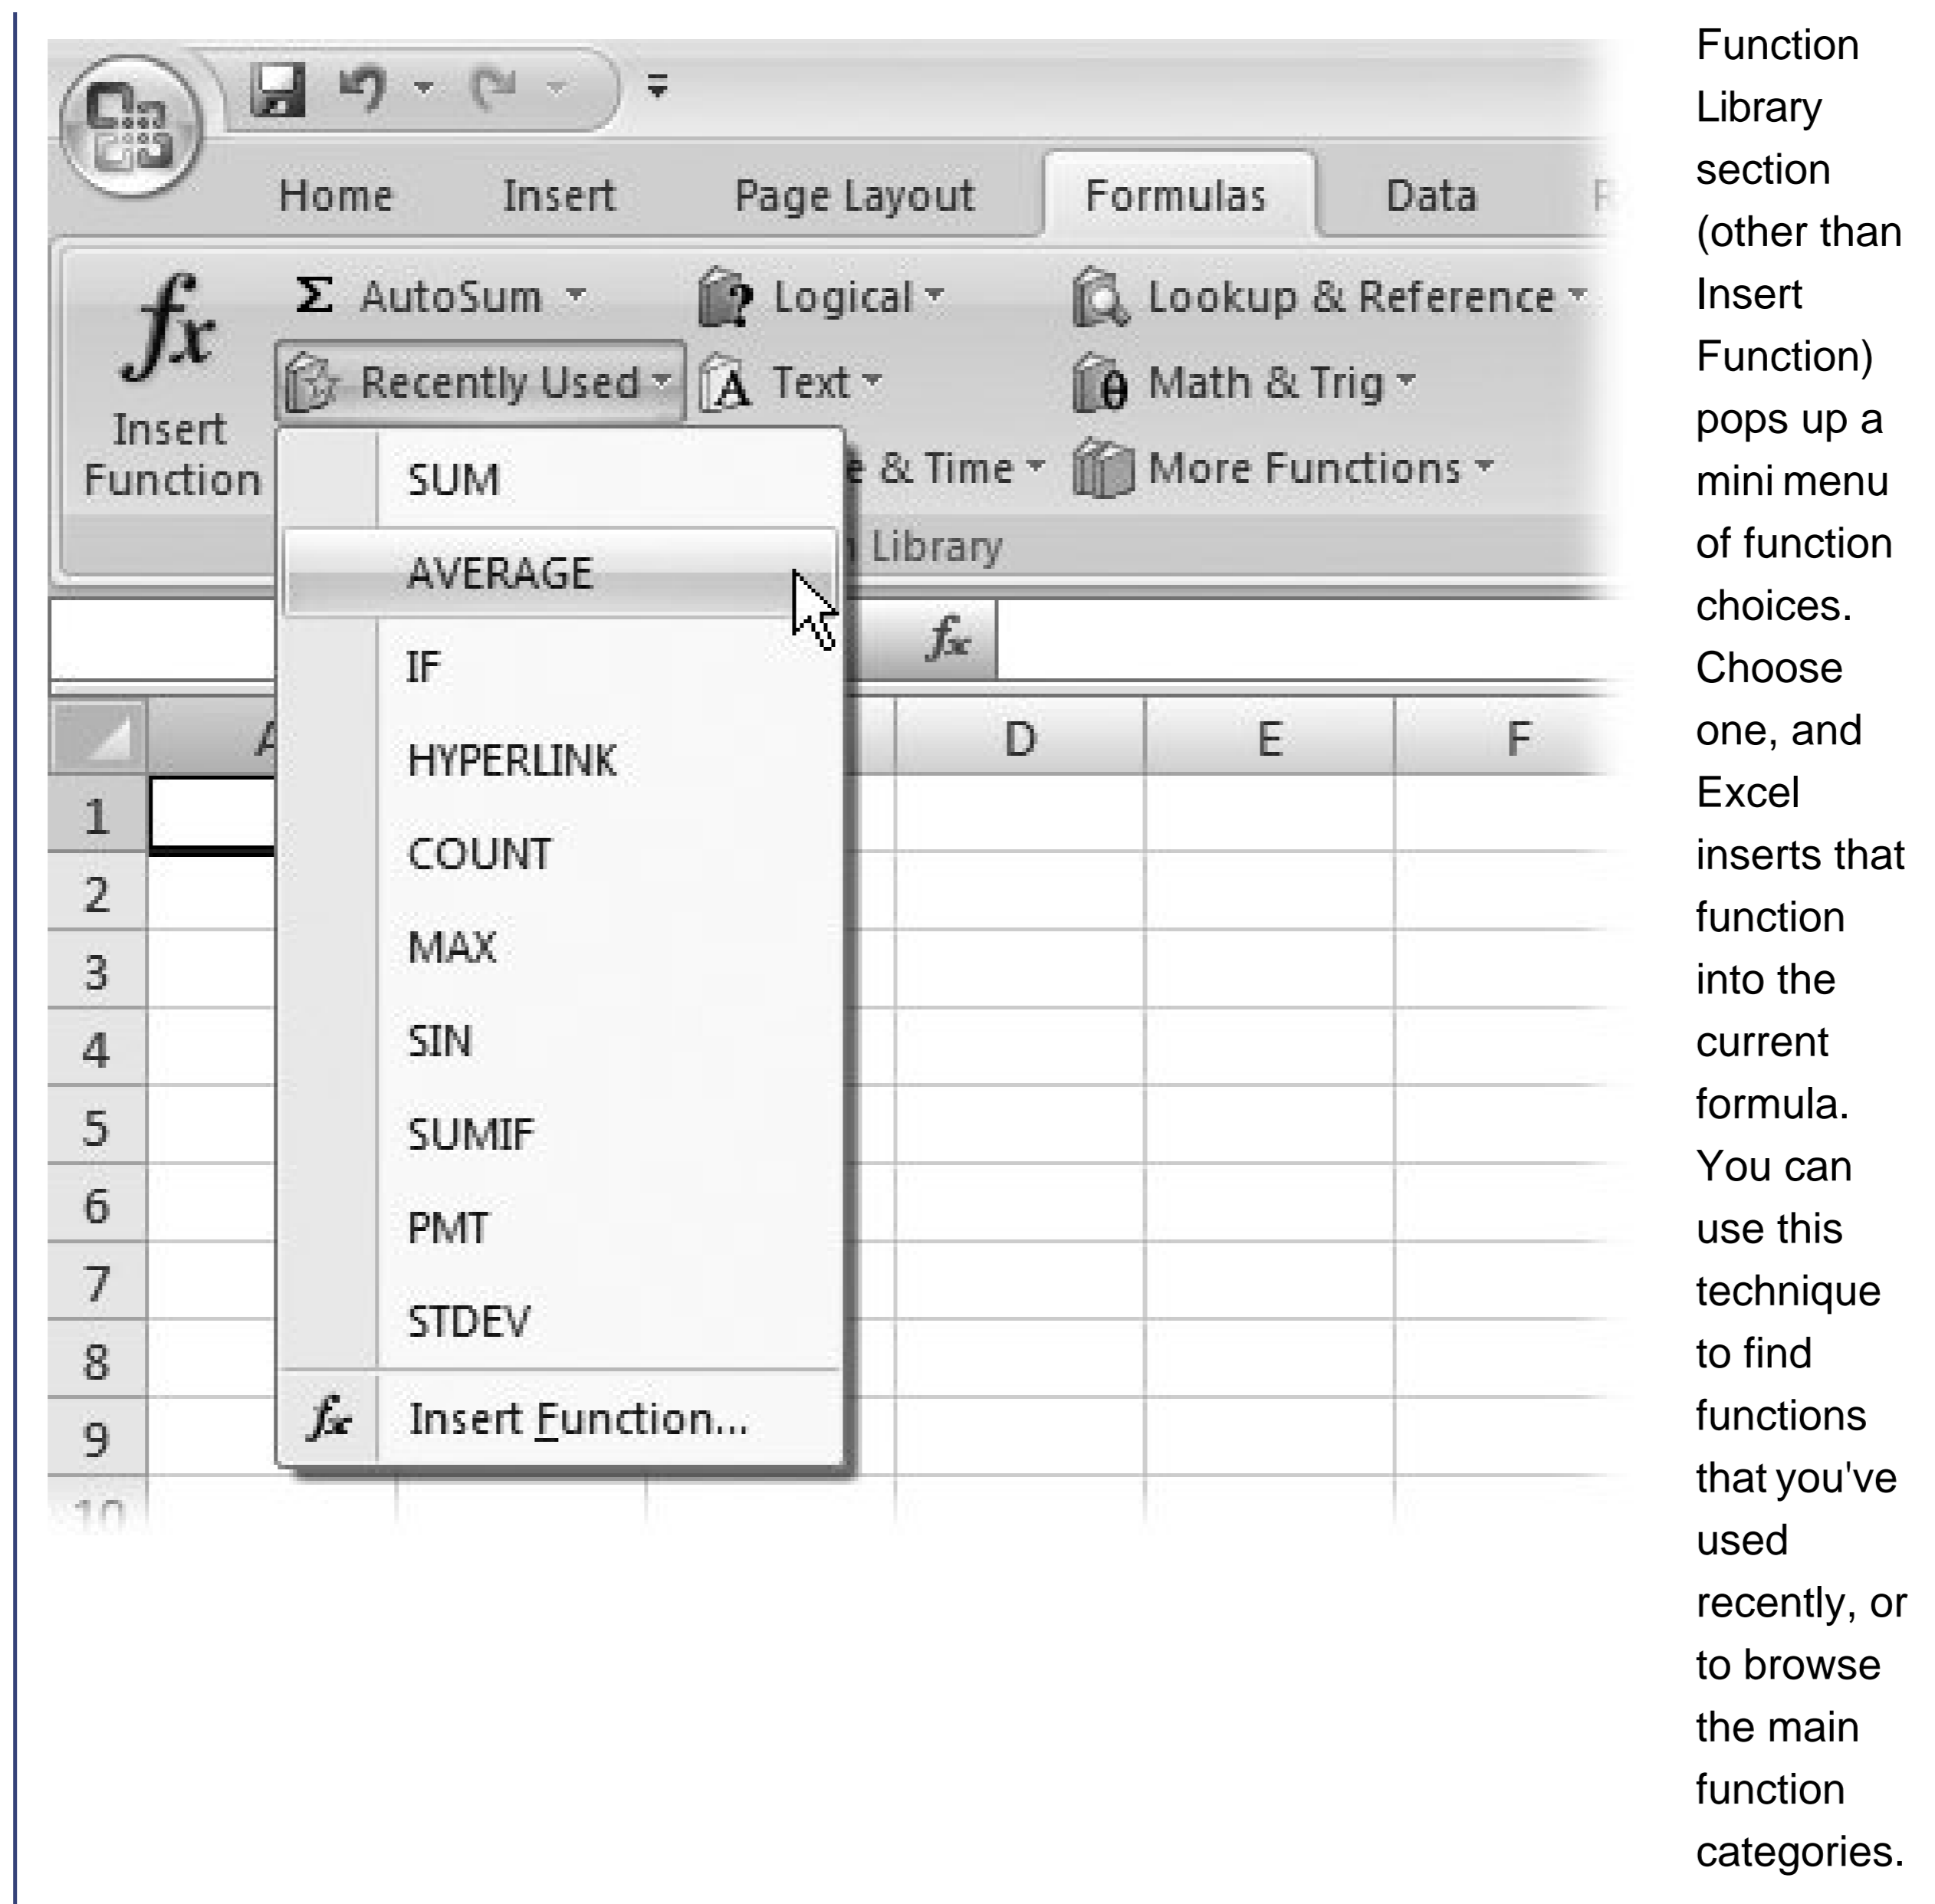 Home Insert Page Layout Formulas Data
Σ AutoSum Logical Lookup & Reference
fx Recently Used Text Math & Trig
Insert
Function & Time More Functions
Library
fx
SUM
AVERAGE
IF
HYPERLINK
COUNT
MAX
SIN
SUMIF
PMT
STDEV
fx Insert Function...
A D E F
1
2
3
4
5
6
7
8
9
10
Function
Library
section
(other than
Insert
Function)
pops up a
mini menu
of function
choices.
Choose
one, and
Excel
inserts that
function
into the
current
formula.
You can
use this
technique
to find
functions
that you've
used
recently, or
to browse
the main
function
categories.